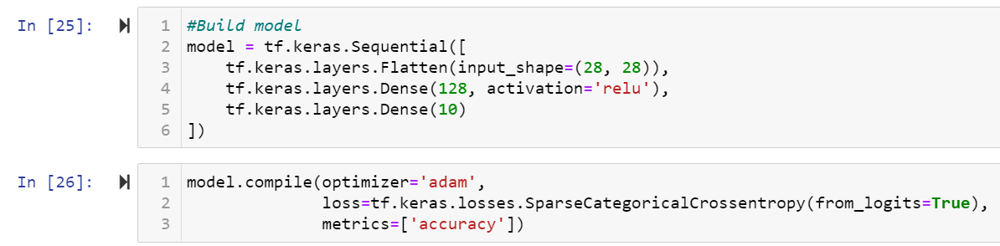 In [25]:
1 #Build model
2 model = tf.keras.Sequential([
3     tf.keras.layers.Flatten(input_shape=(28, 28)),
4     tf.keras.layers.Dense(128, activation='relu'),
5     tf.keras.layers.Dense(10)
6 ])
In [26]:
1 model.compile(optimizer='adam',
2               loss=tf.keras.losses.SparseCategoricalCrossentropy(from_logits=True),
3               metrics=['accuracy'])